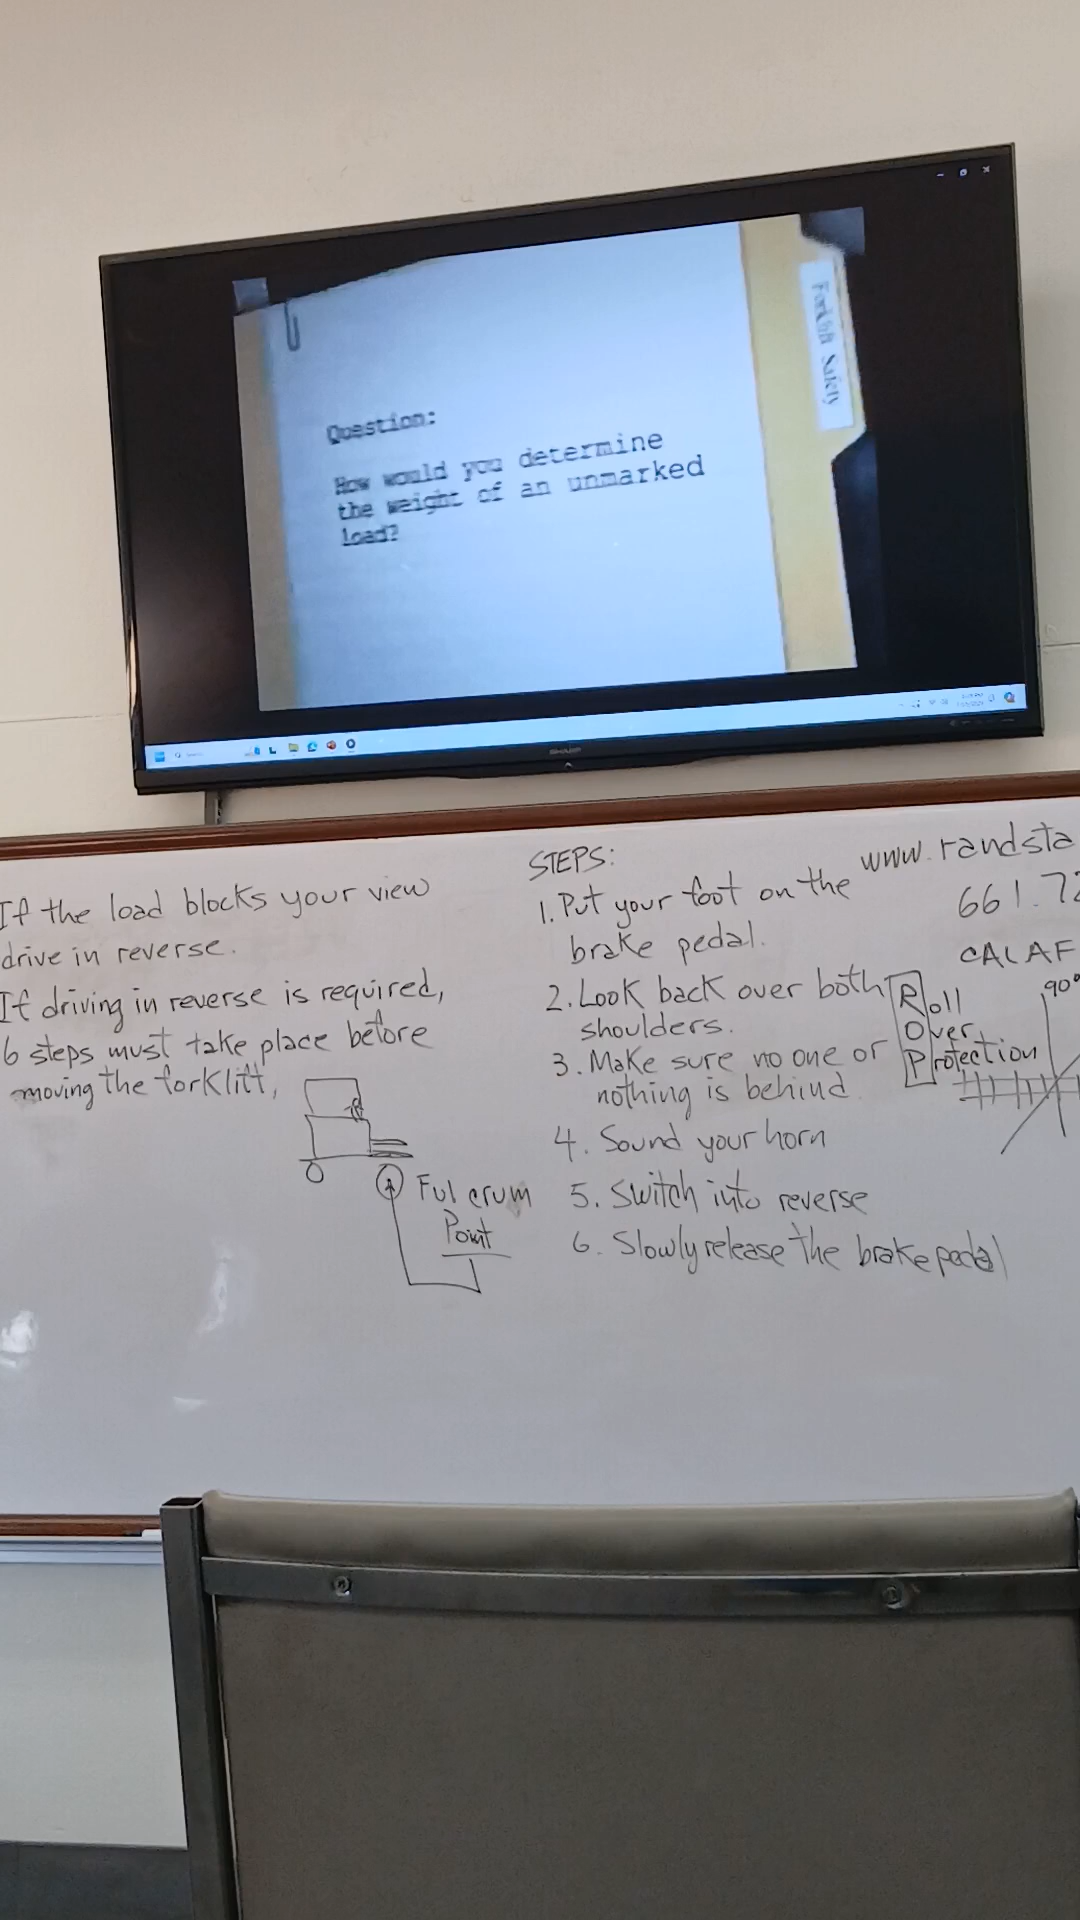 Forklift Safety
Question:
How would you determine
the weight of an unmarked
load?
SHARP
If the load blocks your view
drive in reverse.
If driving in reverse is required,
6 steps must take place before
moving the forklift,
Fulcrum
Point
STEPS:
1. Put your foot on the
brake pedal.
2. Look back over both
shoulders.
3. Make sure no one or
nothing is behind.
4. Sound your horn
5. Switch into reverse
6. Slowly release the brake pedal
www.randsta
661.72
CALAF
Roll
Over
Protection
90°